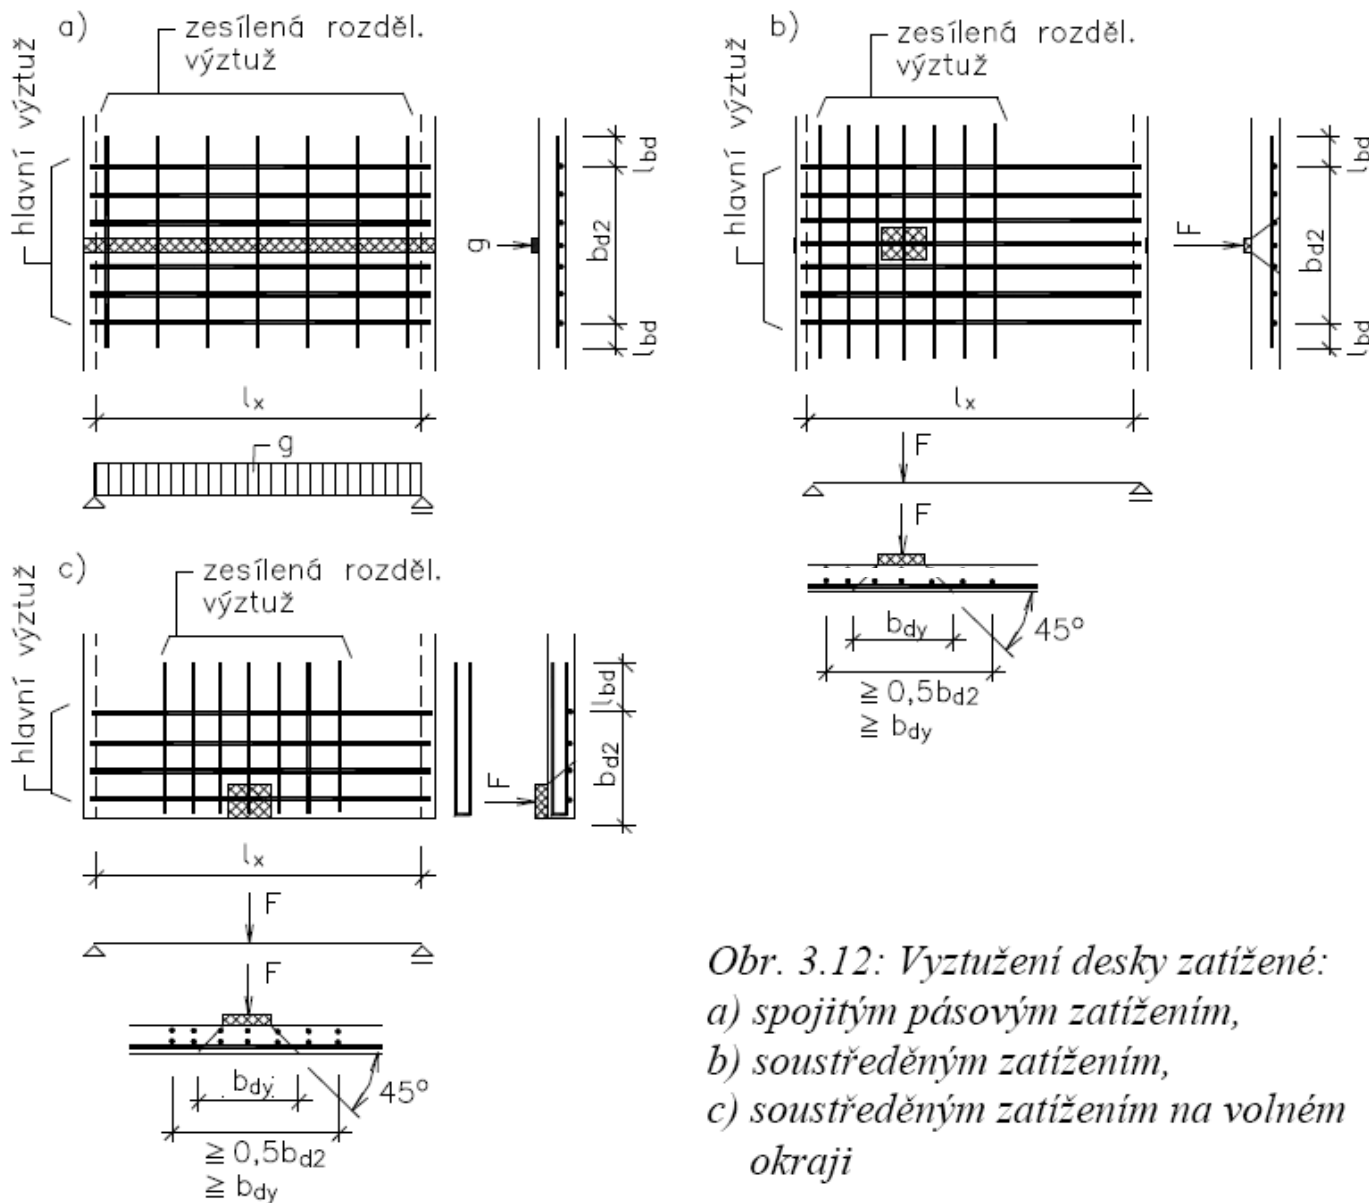 a)
zesílená rozděl.
výztuž
hlavní výztuž
g
l_bd
b_d2
l_bd
l_x
g
b)
zesílená rozděl.
výztuž
hlavní výztuž
F
l_bd
b_d2
l_bd
l_x
F
F
b_dy
45°
≧ 0,5b_d2
≧ b_dy
c)
zesílená rozděl.
výztuž
hlavní výztuž
F
l_bd
b_d2
l_x
F
F
b_dy
45°
≧ 0,5b_d2
≧ b_dy
Obr. 3.12: Vyztužení desky zatížené:
a) spojitým pásovým zatížením,
b) soustředěným zatížením,
c) soustředěným zatížením na volném
okraji